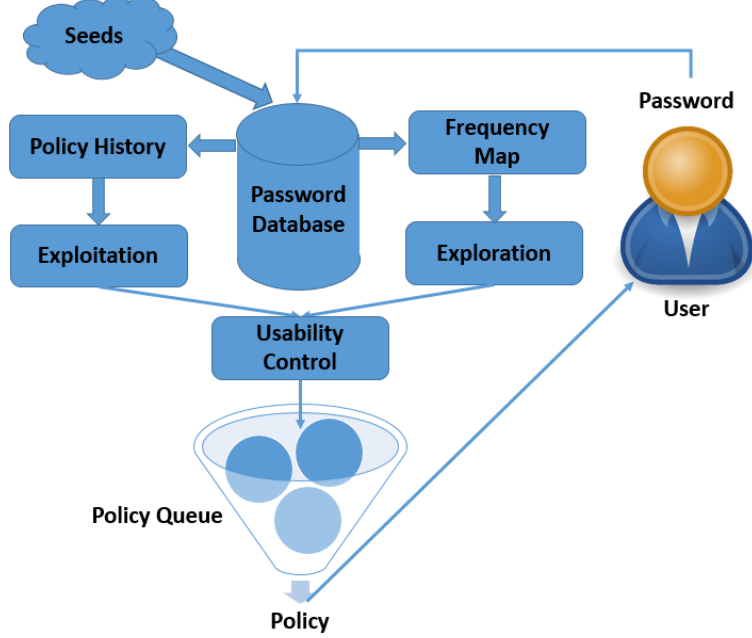 Seeds
Password
Policy History
Frequency
Map
Password
Database
Exploitation
Exploration
User
Usability
Control
Policy Queue
Policy